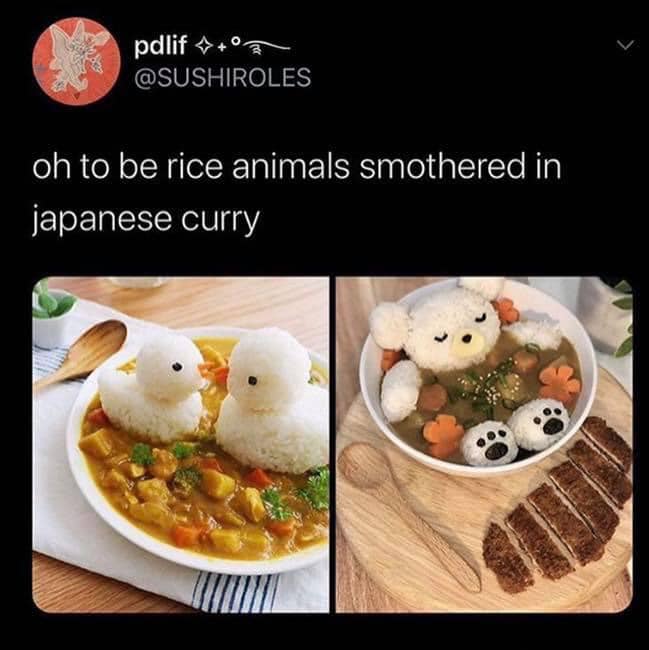 pdlif ✧₊°࿐
@SUSHIROLES
oh to be rice animals smothered in
japanese curry